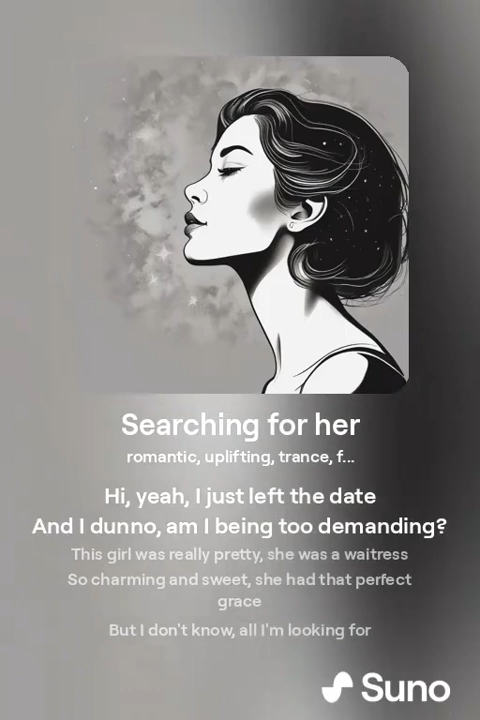 Searching for her
romantic, uplifting, trance, f...
Hi, yeah, I just left the date
And I dunno, am I being too demanding?
This girl was really pretty, she was a waitress
So charming and sweet, she had that perfect
grace
But I don't know, all I'm looking for
Suno